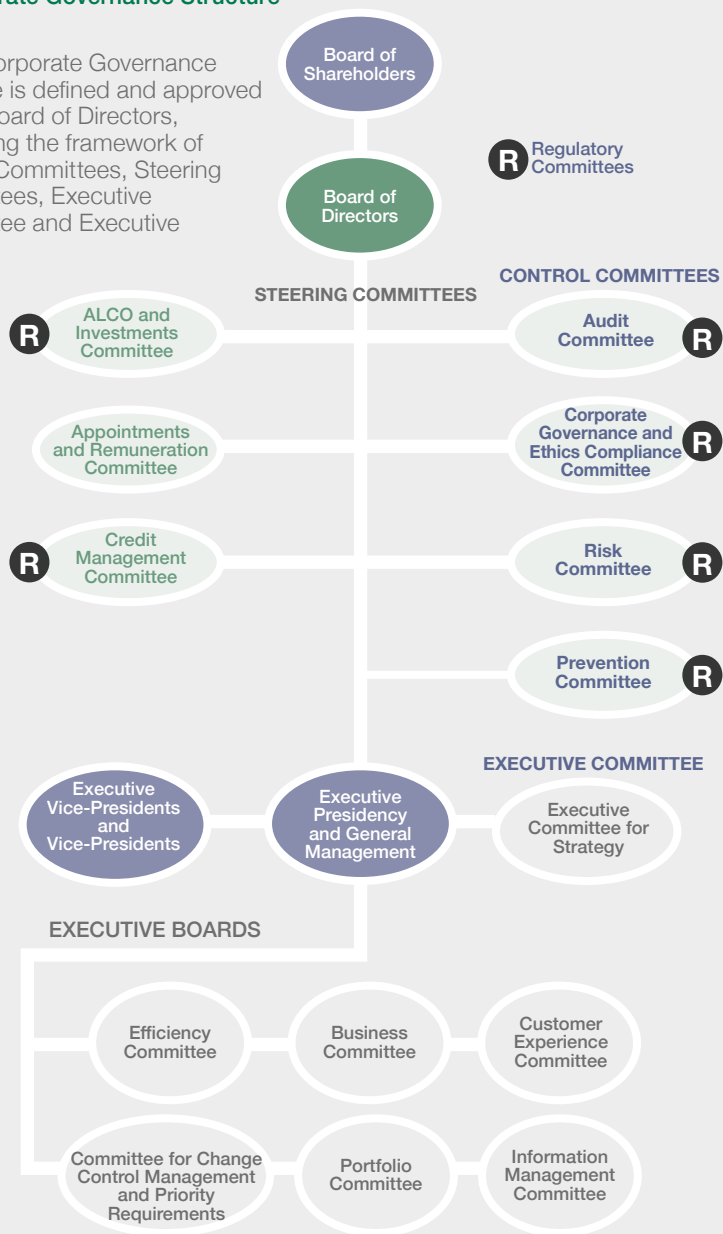 rate Governance Structure
orporate Governance
e is defined and approved
oard of Directors,
ng the framework of
Committees, Steering
tees, Executive
ee and Executive
Board of
Shareholders
R
Regulatory
Committees
Board of
Directors
STEERING COMMITTEES
CONTROL COMMITTEES
R
ALCO and
Investments
Committee
Audit
Committee
R
Appointments
and Remuneration
Committee
Corporate
Governance and
Ethics Compliance
Committee
R
R
Credit
Management
Committee
Risk
Committee
R
Prevention
Committee
R
EXECUTIVE COMMITTEE
Executive
Vice-Presidents
and
Vice-Presidents
Executive
Presidency
and General
Management
Executive
Committee for
Strategy
EXECUTIVE BOARDS
Efficiency
Committee
Business
Committee
Customer
Experience
Committee
Committee for Change
Control Management
and Priority
Requirements
Portfolio
Committee
Information
Management
Committee